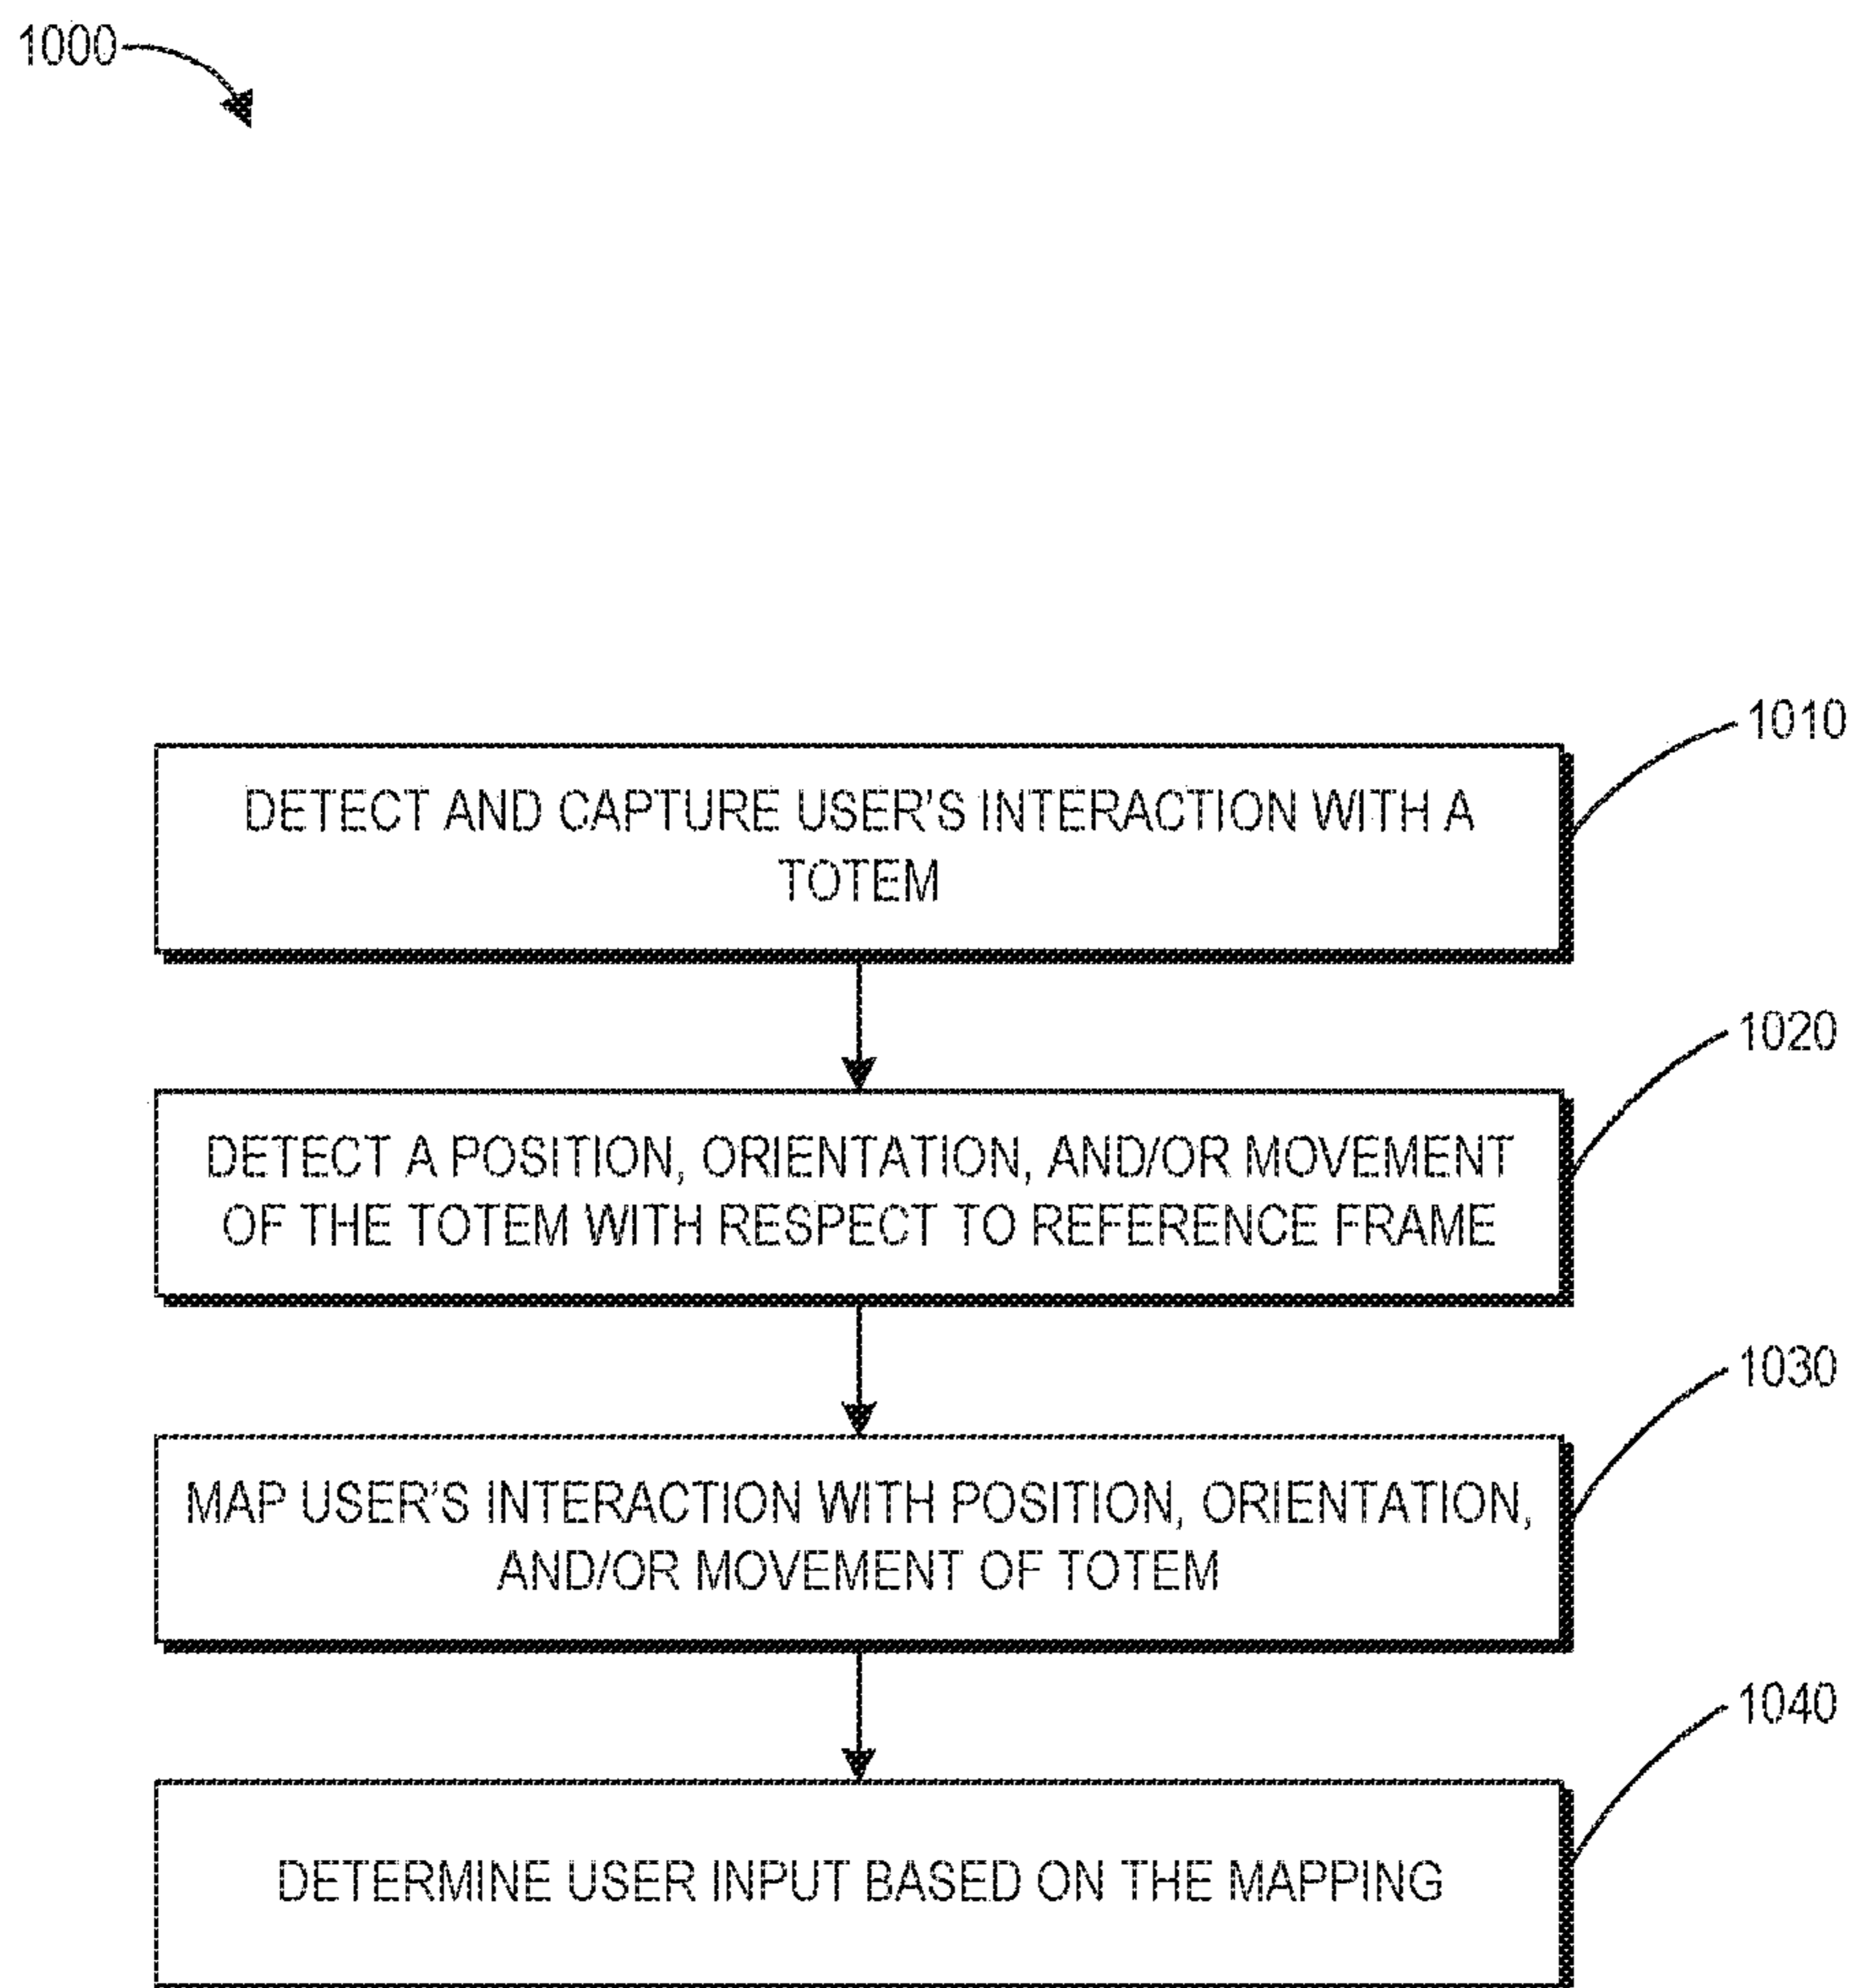 1000
1010
DETECT AND CAPTURE USER'S INTERACTION WITH A
TOTEM
1020
DETECT A POSITION, ORIENTATION, AND/OR MOVEMENT
OF THE TOTEM WITH RESPECT TO REFERENCE FRAME
1030
MAP USER'S INTERACTION WITH POSITION, ORIENTATION,
AND/OR MOVEMENT OF TOTEM
1040
DETERMINE USER INPUT BASED ON THE MAPPING